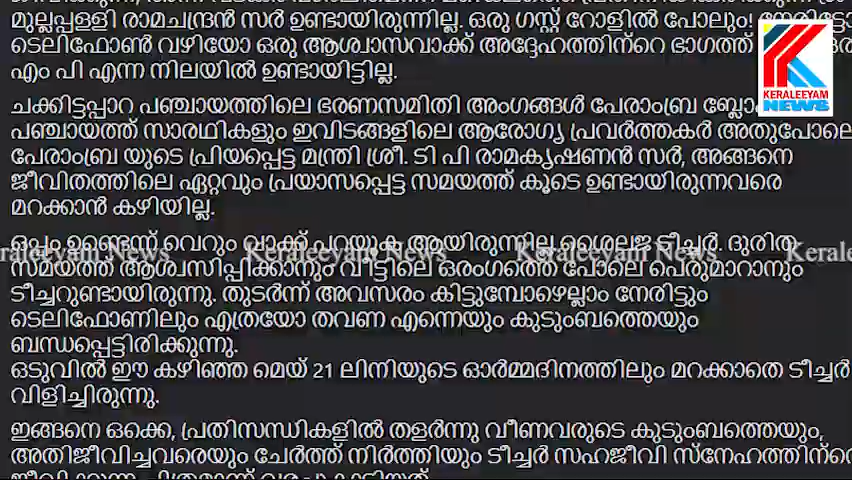 മുല്ലപ്പള്ളി രാമചന്ദ്രൻ സർ ഉണ്ടായിരുന്നില്ല. ഒരു ഗസ്റ്റ് റോളിൽ പോലും! നേരിട്ടോ
ടെലിഫോൺ വഴിയോ ഒരു ആശ്വാസവാക്ക് അദ്ദേഹത്തിന്റെ ഭാഗത്ത്
എം പി എന്ന നിലയിൽ ഉണ്ടായിട്ടില്ല.
KERALEEYAM
NEWS
ചക്കിട്ടപ്പാറ പഞ്ചായത്തിലെ ഭരണസമിതി അംഗങ്ങൾ പേരാംബ്ര
പഞ്ചായത്ത് സാരഥികളും ഇവിടങ്ങളിലെ ആരോഗ്യ പ്രവർത്തകർ അതുപോലെ
പേരാംബ്ര യുടെ പ്രിയപ്പെട്ട മന്ത്രി ശ്രീ. ടി പി രാമകൃഷ്ണൻ സർ, അങ്ങനെ
ജീവിതത്തിലെ ഏറ്റവും പ്രയാസപ്പെട്ട സമയത്ത് കൂടെ ഉണ്ടായിരുന്നവരെ
മറക്കാൻ കഴിയില്ല.
ഒപ്പം ഉണ്ടെന്ന് വെറും വാക്ക് പറയുക ആയിരുന്നില്ല ശൈലജ ടീച്ചർ. ദുരിത
Keraleeyam News Keraleeyam News
സമയത്ത് ആശ്വസിപ്പിക്കാനും വീട്ടിലെ ഒരംഗത്തെ പോലെ പെരുമാറാനും
ടീച്ചറുണ്ടായിരുന്നു. തുടർന്ന് അവസരം കിട്ടുമ്പോഴെല്ലാം നേരിട്ടും
ടെലിഫോണിലും എത്രയോ തവണ എന്നെയും കുടുംബത്തെയും
ബന്ധപ്പെട്ടിരിക്കുന്നു.
ഒടുവിൽ ഈ കഴിഞ്ഞ മെയ് 21 ലിനിയുടെ ഓർമ്മദിനത്തിലും മറക്കാതെ ടീച്ചർ
വിളിച്ചിരുന്നു.
ഇങ്ങനെ ഒക്കെ, പ്രതിസന്ധികളിൽ തളർന്നു വീണവരുടെ കുടുംബത്തെയും,
അതിജീവിച്ചവരെയും ചേർത്ത് നിർത്തിയും ടീച്ചർ സഹജീവി സ്നേഹത്തിന്റെ